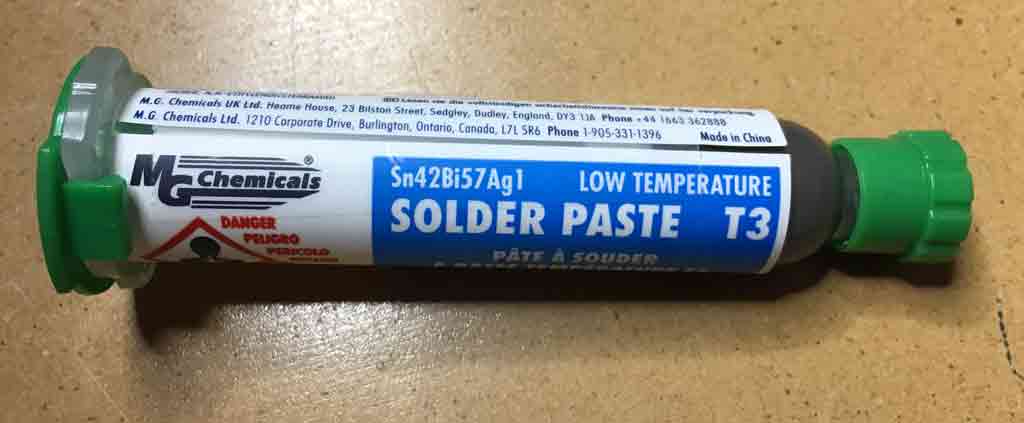 M.G. Chemicals UK Ltd. Heame House, 23 Bilston Street, Sedgley, Dudley, England, DY3 1JA Phone +44 1663 362888
M.G. Chemicals Ltd. 1210 Corporate Drive, Burlington, Ontario, Canada, L7L 5R6 Phone 1-905-331-1396 Made in China
MG Chemicals®
DANGER
PELIGRO
PERICOLO
Sn42Bi57Ag1 LOW TEMPERATURE
SOLDER PASTE T3
PÂTE À SOUDER